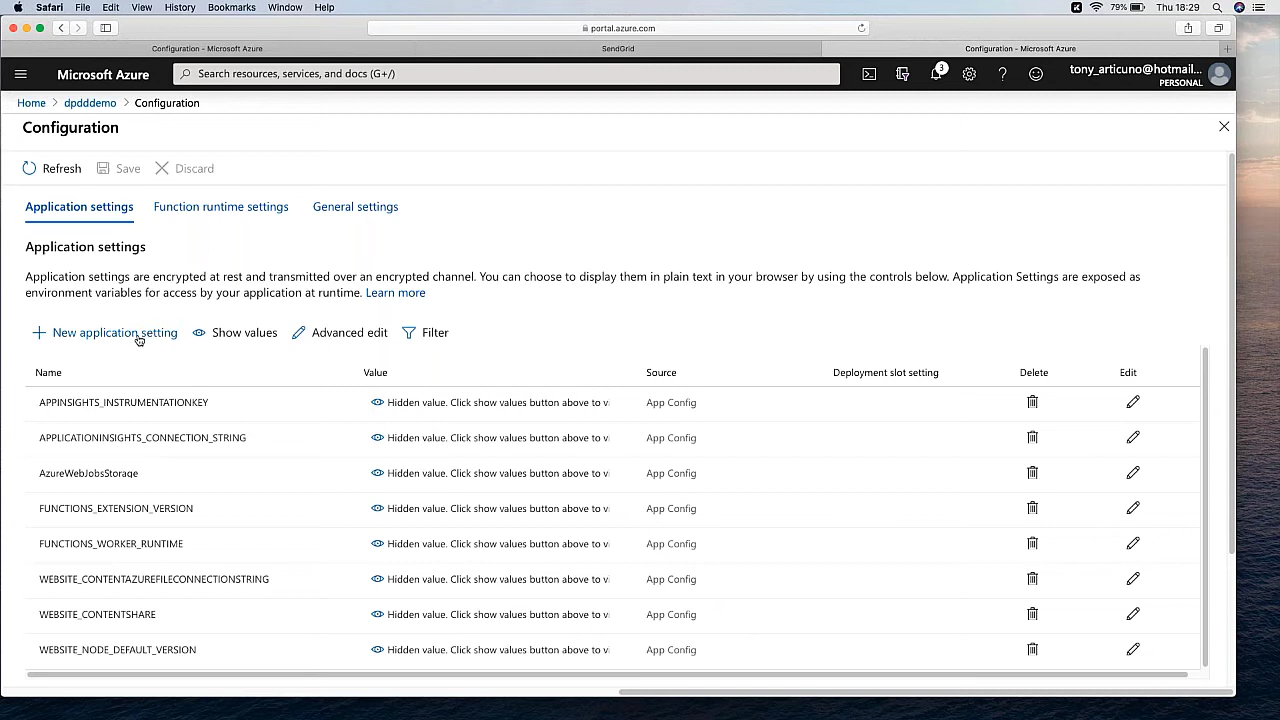 Safari File Edit View History Bookmarks Window Help 79% Thu 18:29
portal.azure.com
Configuration - Microsoft Azure SendGrid Configuration - Microsoft Azure
Microsoft Azure Search resources, services, and docs (G+/) 3 tony_articuno@hotmail...
PERSONAL
Home > dpdddemo > Configuration
Configuration
Refresh Save Discard
Application settings Function runtime settings General settings
Application settings
Application settings are encrypted at rest and transmitted over an encrypted channel. You can choose to display them in plain text in your browser by using the controls below. Application Settings are exposed as
environment variables for access by your application at runtime. Learn more
New application setting Show values Advanced edit Filter
Name Value Source Deployment slot setting Delete Edit
APPINSIGHTS_INSTRUMENTATIONKEY Hidden value. Click show values button above to vi App Config
APPLICATIONINSIGHTS_CONNECTION_STRING Hidden value. Click show values button above to vi App Config
AzureWebJobsStorage Hidden value. Click show values button above to vi App Config
FUNCTIONS_EXTENSION_VERSION Hidden value. Click show values button above to vi App Config
FUNCTIONS_WORKER_RUNTIME Hidden value. Click show values button above to vi App Config
WEBSITE_CONTENTAZUREFILECONNECTIONSTRING Hidden value. Click show values button above to vi App Config
WEBSITE_CONTENTSHARE Hidden value. Click show values button above to vi App Config
WEBSITE_NODE_DEFAULT_VERSION Hidden value. Click show values button above to vi App Config